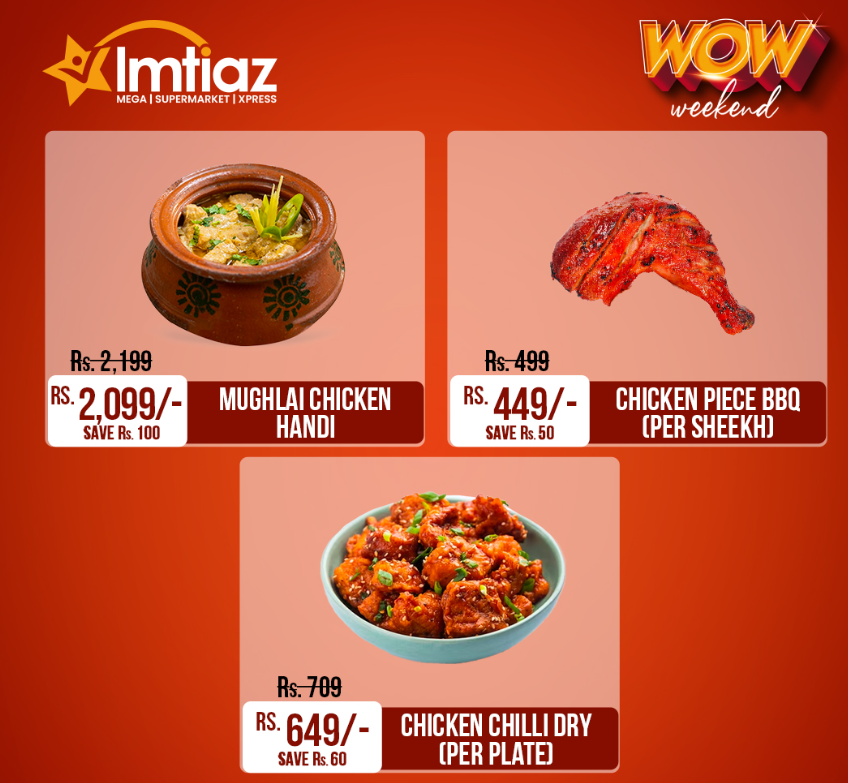 Imtiaz
MEGA | SUPERMARKET | XPRESS
WOW
weekend
Rs. 2,199
RS. 2,099/-
SAVE Rs. 100
MUGHLAI CHICKEN
HANDI
Rs. 499
RS. 449/-
SAVE Rs. 50
CHICKEN PIECE BBQ
(PER SHEEKH)
Rs. 709
RS. 649/-
SAVE Rs. 60
CHICKEN CHILLI DRY
(PER PLATE)